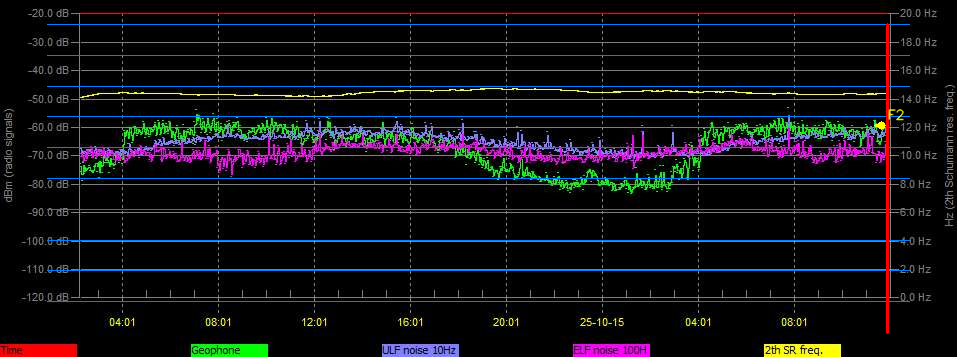 -20.0 dB 20.0 Hz
-30.0 dB 18.0 Hz
-40.0 dB 16.0 Hz
-50.0 dB 14.0 Hz
F2
-60.0 dB 12.0 Hz
-70.0 dB 10.0 Hz
-80.0 dB 8.0 Hz
-90.0 dB 6.0 Hz
-100.0 dB 4.0 Hz
-110.0 dB 2.0 Hz
-120.0 dB 0.0 Hz
dBm (radio signals)
Hz (2th Schumann res. freq.)
04:01 08:01 12:01 16:01 20:01 25-10-15 04:01 08:01
Time Geophone ULF noise 10Hz ELF noise 100H 2th SR freq.